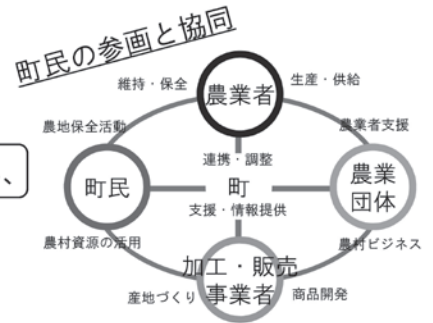 町民の参画と協同
維持・保全
農業者
生産・供給
農地保全活動
農業者支援
連携・調整
、
町民
町
農業
団体
支援・情報提供
農村資源の活用
農村ビジネス
加工・販売
事業者
産地づくり
商品開発